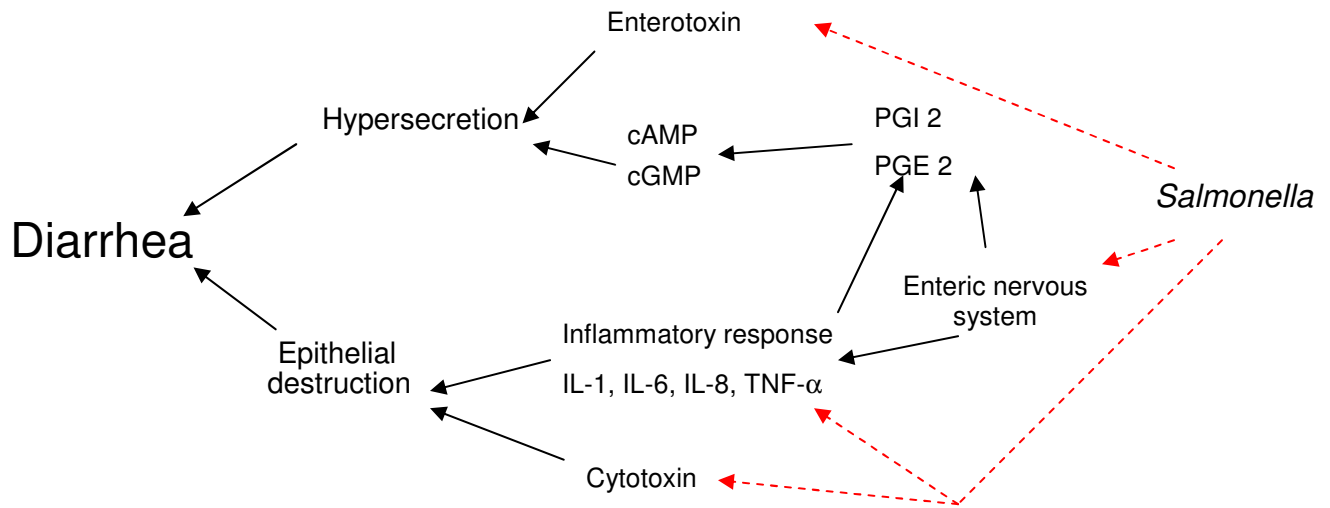 Enterotoxin
Hypersecretion
PGI 2
cAMP
PGE 2
cGMP
Salmonella
Diarrhea
Enteric nervous
system
Inflammatory response
Epithelial
destruction
IL-1, IL-6, IL-8, TNF-α
Cytotoxin